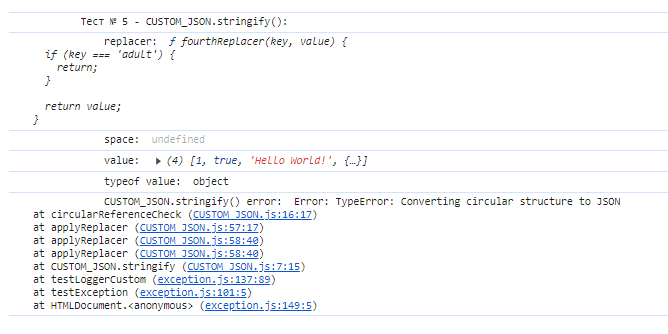 Тест № 5 - CUSTOM_JSON.stringify():
replacer: ƒ fourthReplacer(key, value) {
if (key === 'adult') {
return;
}
return value;
}
space: undefined
value: ▶ (4) [1, true, 'Hello World!', {…}]
typeof value: object
CUSTOM_JSON.stringify() error: Error: TypeError: Converting circular structure to JSON
at circularReferenceCheck (CUSTOM_JSON.js:16:17)
at applyReplacer (CUSTOM_JSON.js:57:17)
at applyReplacer (CUSTOM_JSON.js:58:40)
at applyReplacer (CUSTOM_JSON.js:58:40)
at CUSTOM_JSON.stringify (CUSTOM_JSON.js:7:15)
at testLoggerCustom (exception.js:137:89)
at testException (exception.js:101:5)
at HTMLDocument.<anonymous> (exception.js:149:5)